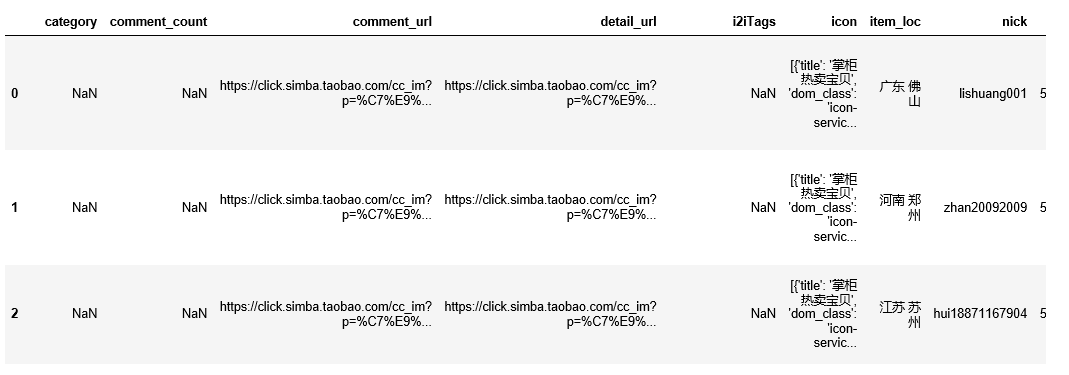 category comment_count comment_url detail_url i2iTags icon item_loc nick
0 NaN NaN https://click.simba.taobao.com/cc_im?p=%C7%E9%... https://click.simba.taobao.com/cc_im?p=%C7%E9%... NaN [{'title': '掌柜热卖宝贝', 'dom_class': 'icon-servic... 广东 佛山 lishuang001 5
1 NaN NaN https://click.simba.taobao.com/cc_im?p=%C7%E9%... https://click.simba.taobao.com/cc_im?p=%C7%E9%... NaN [{'title': '掌柜热卖宝贝', 'dom_class': 'icon-servic... 河南 郑州 zhan20092009 5
2 NaN NaN https://click.simba.taobao.com/cc_im?p=%C7%E9%... https://click.simba.taobao.com/cc_im?p=%C7%E9%... NaN [{'title': '掌柜热卖宝贝', 'dom_class': 'icon-servic... 江苏 苏州 hui18871167904 5